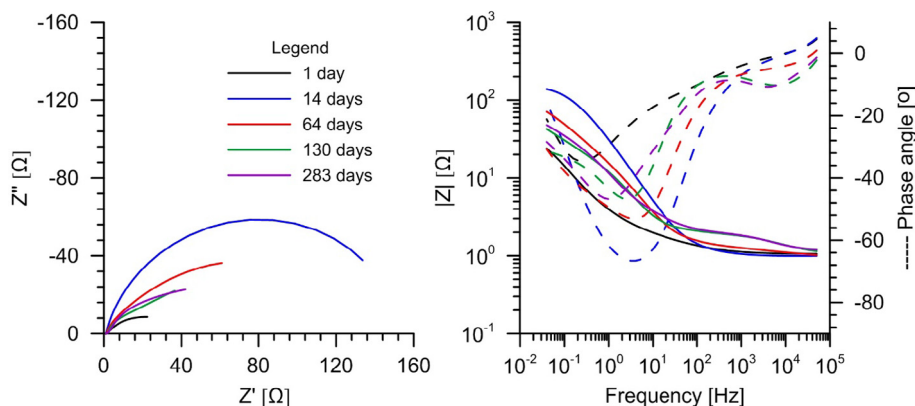 -160
-120
-80
-40
0
Z'' [Ω]
0
40
80
120
160
Z' [Ω]
Legend
1 day
14 days
64 days
130 days
283 days
10³
10²
10¹
10⁰
10⁻¹
|Z| [Ω]
10⁻²
10⁻¹
10⁰
10¹
10²
10³
10⁴
10⁵
Frequency [Hz]
0
-20
-40
-60
-80
----- Phase angle [o]